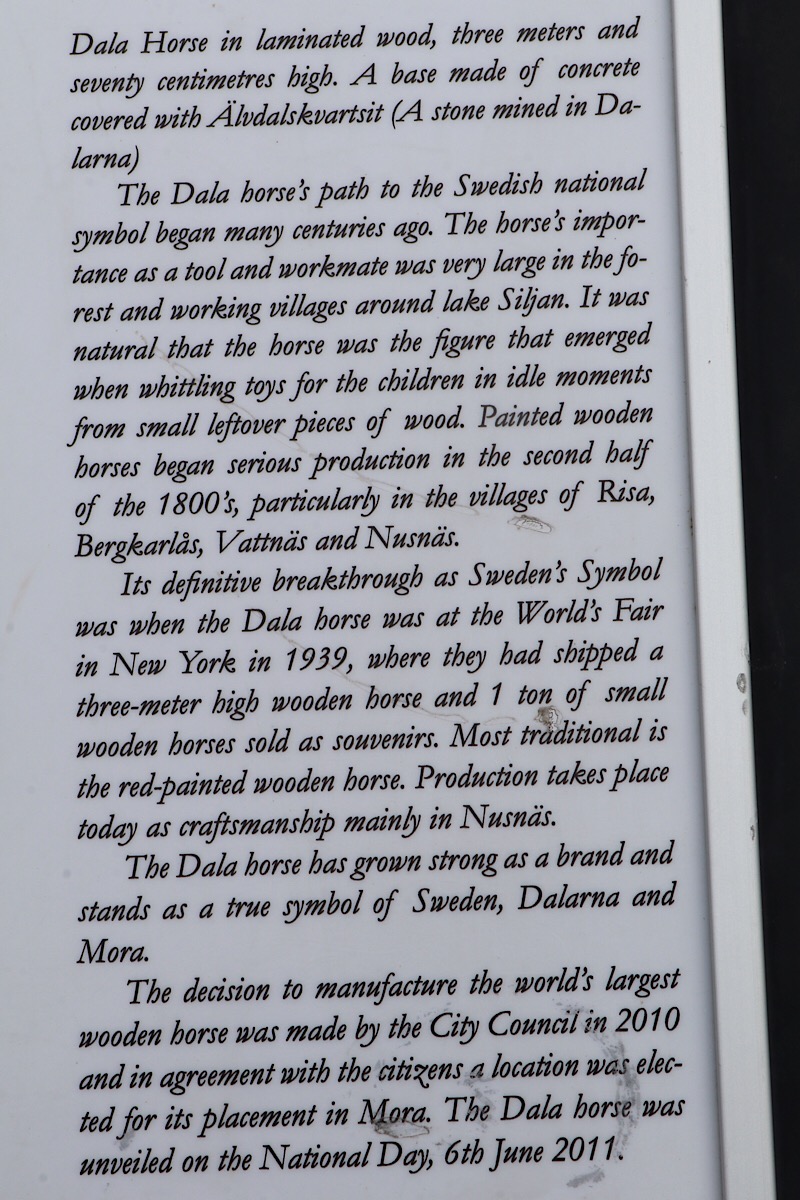 Dala Horse in laminated wood, three meters and
seventy centimetres high. A base made of concrete
covered with Älvdalskvartsit (A stone mined in Da-
larna)
The Dala horse's path to the Swedish national
symbol began many centuries ago. The horse's impor-
tance as a tool and workmate was very large in the fo-
rest and working villages around lake Siljan. It was
natural that the horse was the figure that emerged
when whittling toys for the children in idle moments
from small leftover pieces of wood. Painted wooden
horses began serious production in the second half
of the 1800's, particularly in the villages of Risa,
Bergkarlås, Vattnäs and Nusnäs.
Its definitive breakthrough as Sweden's Symbol
was when the Dala horse was at the World's Fair
in New York in 1939, where they had shipped a
three-meter high wooden horse and 1 ton of small
wooden horses sold as souvenirs. Most traditional is
the red-painted wooden horse. Production takes place
today as craftsmanship mainly in Nusnäs.
The Dala horse has grown strong as a brand and
stands as a true symbol of Sweden, Dalarna and
Mora.
The decision to manufacture the world's largest
wooden horse was made by the City Council in 2010
and in agreement with the citizens a location was elec-
ted for its placement in Mora. The Dala horse was
unveiled on the National Day, 6th June 2011.